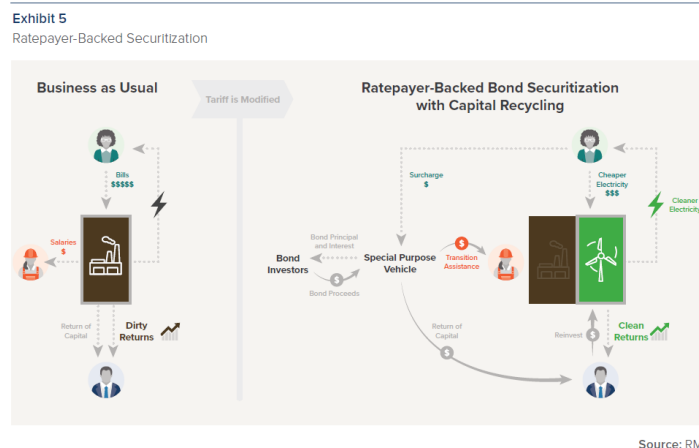 Exhibit 5
Ratepayer-Backed Securitization
Business as Usual
Tariff is Modified
Ratepayer-Backed Bond Securitization
with Capital Recycling
Bills
$$$$$
Salaries
$
Return of
Capital
Dirty
Returns
Surcharge
$
Cheaper
Electricity
$$$
Cleaner
Electricity
Bond Principal
and Interest
Bond
Investors
$
Bond Proceeds
Special Purpose
Vehicle
$
Transition
Assistance
Return of
Capital
$
Reinvest
$
Clean
Returns
Source: RM